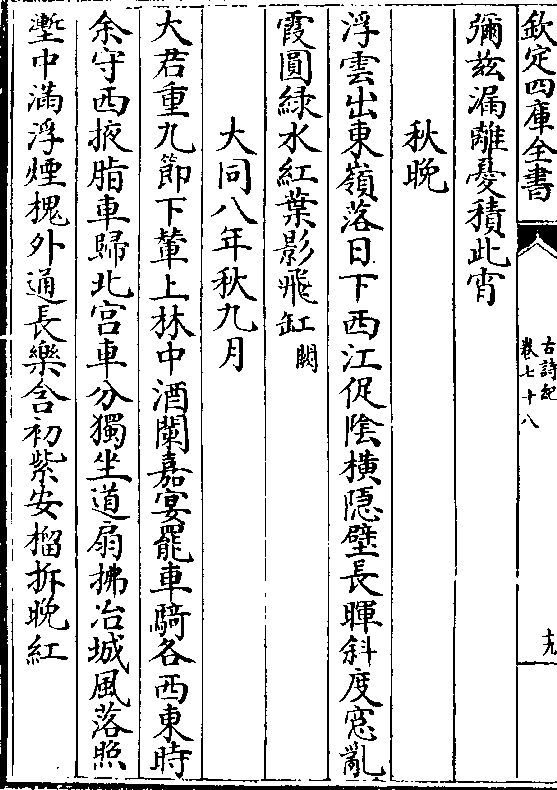 欽定四庫全書
古詩紀
卷七十八
十九
彌茲漏離憂積此宵
秋晚
浮雲出東嶺落日下西江促陰橫隱壁長暉斜度窓亂
霞圓綠水紅葉影飛缸闕
大同八年秋九月
大君重九節下輦上林中酒闌嘉宴罷車騎各西東時
余守西掖脂車歸北宮車分獨坐道扇拂冶城風落照
壍中滿浮煙槐外通長樂含初紫安榴拆晚紅